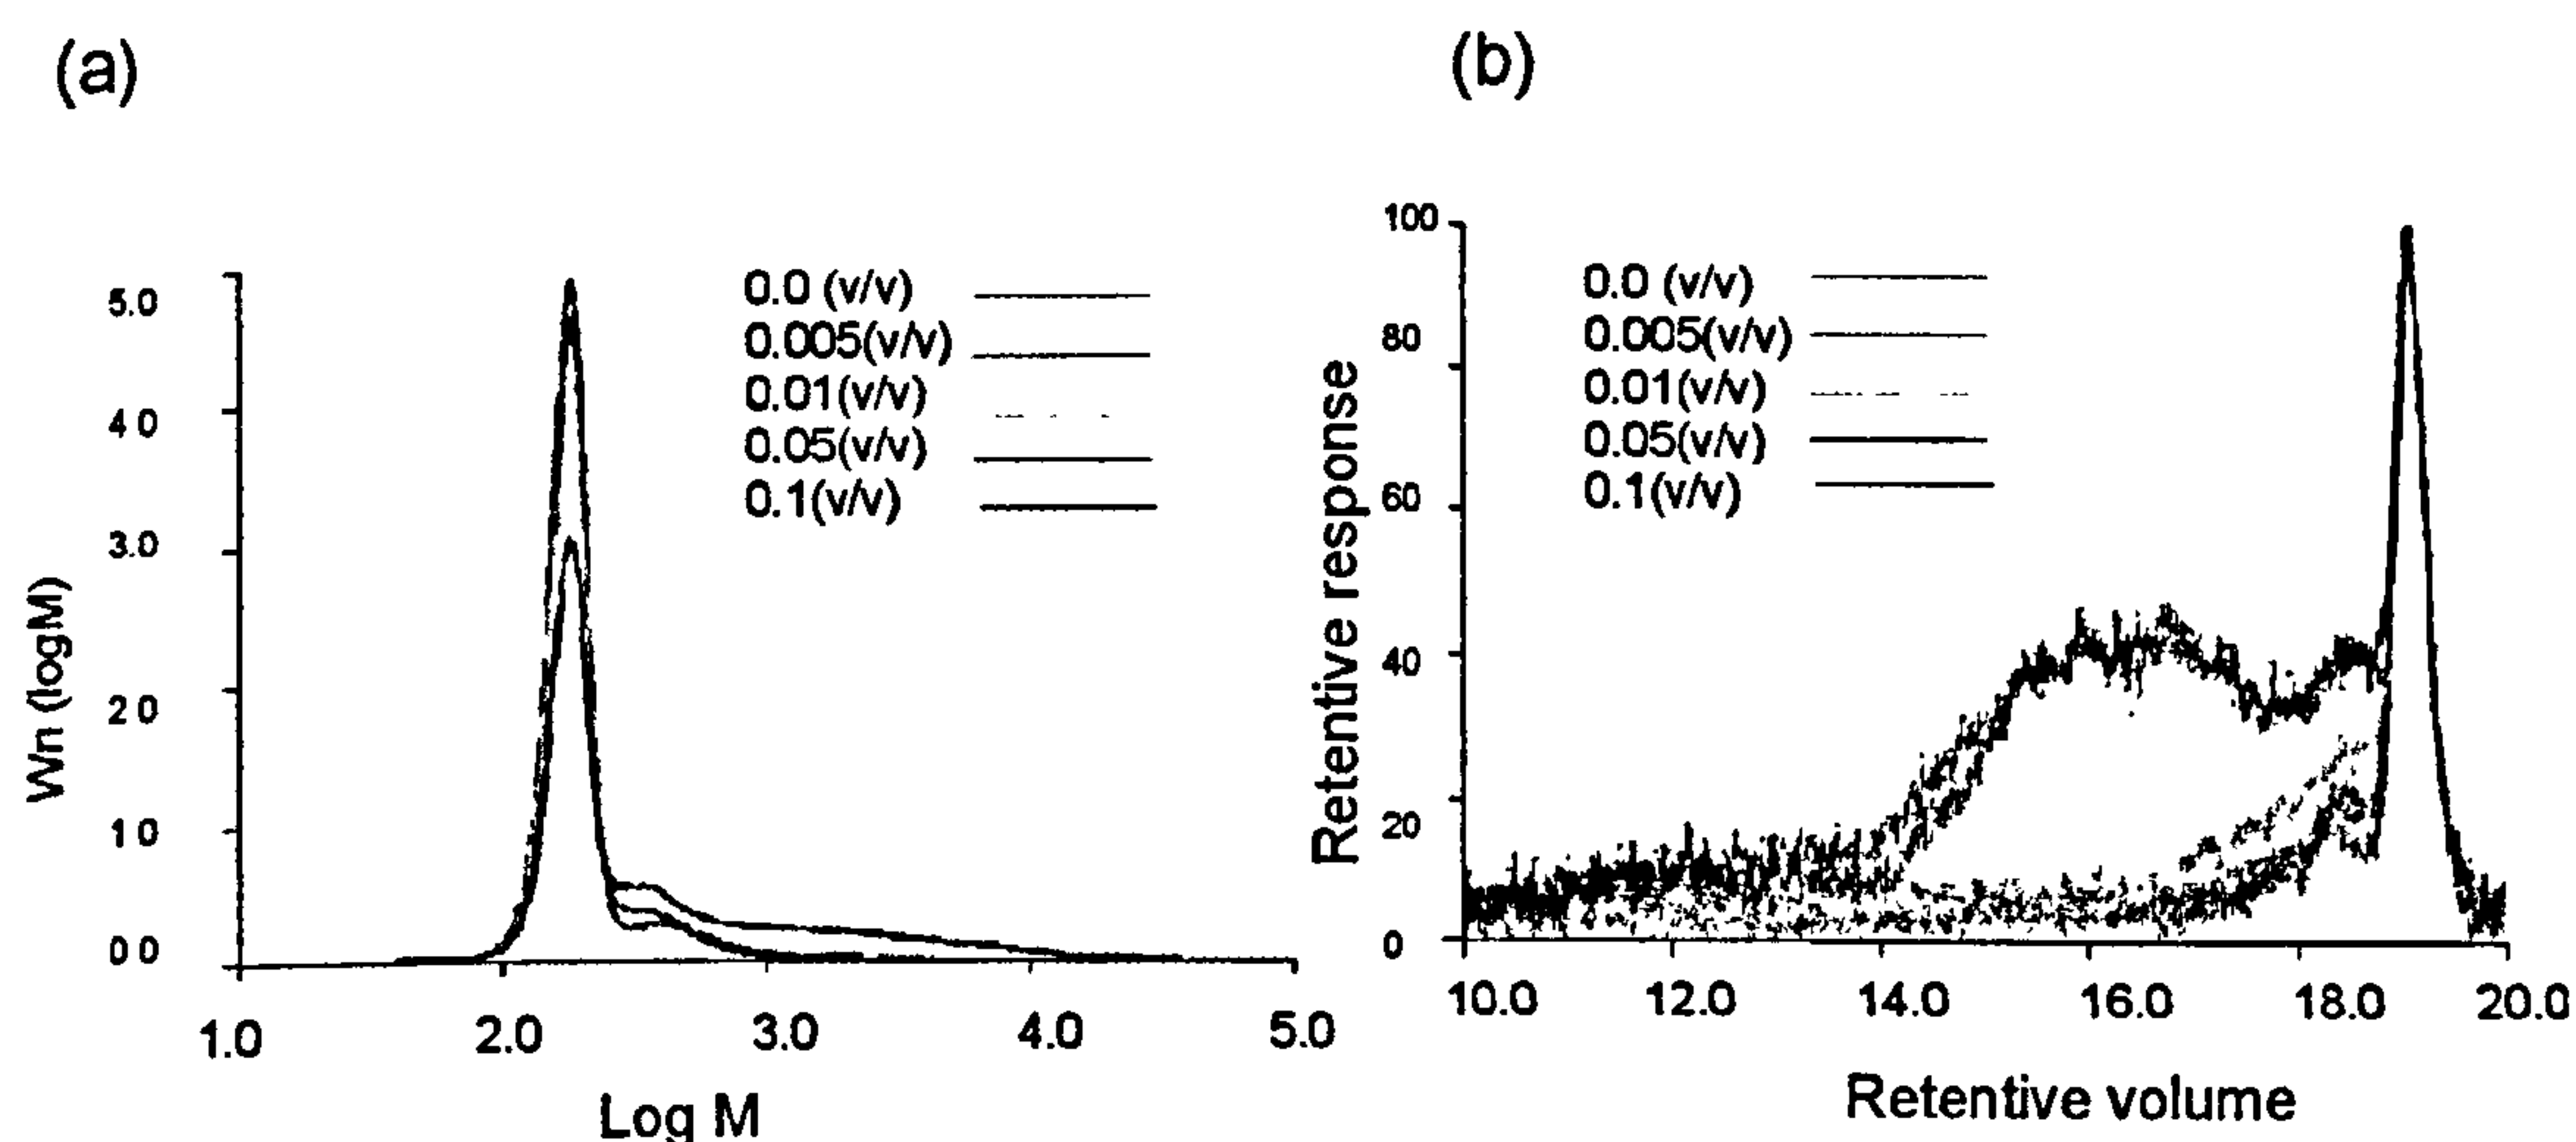 (a)
Wn (logM)
5.0
4 0
3.0
2 0
1 0
0 0
0.0 (v/v)
0.005(v/v)
0.01(v/v)
0.05(v/v)
0.1(v/v)
1.0 2.0 3.0 4.0 5.0
Log M
(b)
Retentive response
100
80
60
40
20
0
0.0 (v/v)
0.005(v/v)
0.01(v/v)
0.05(v/v)
0.1(v/v)
10.0 12.0 14.0 16.0 18.0 20.0
Retentive volume